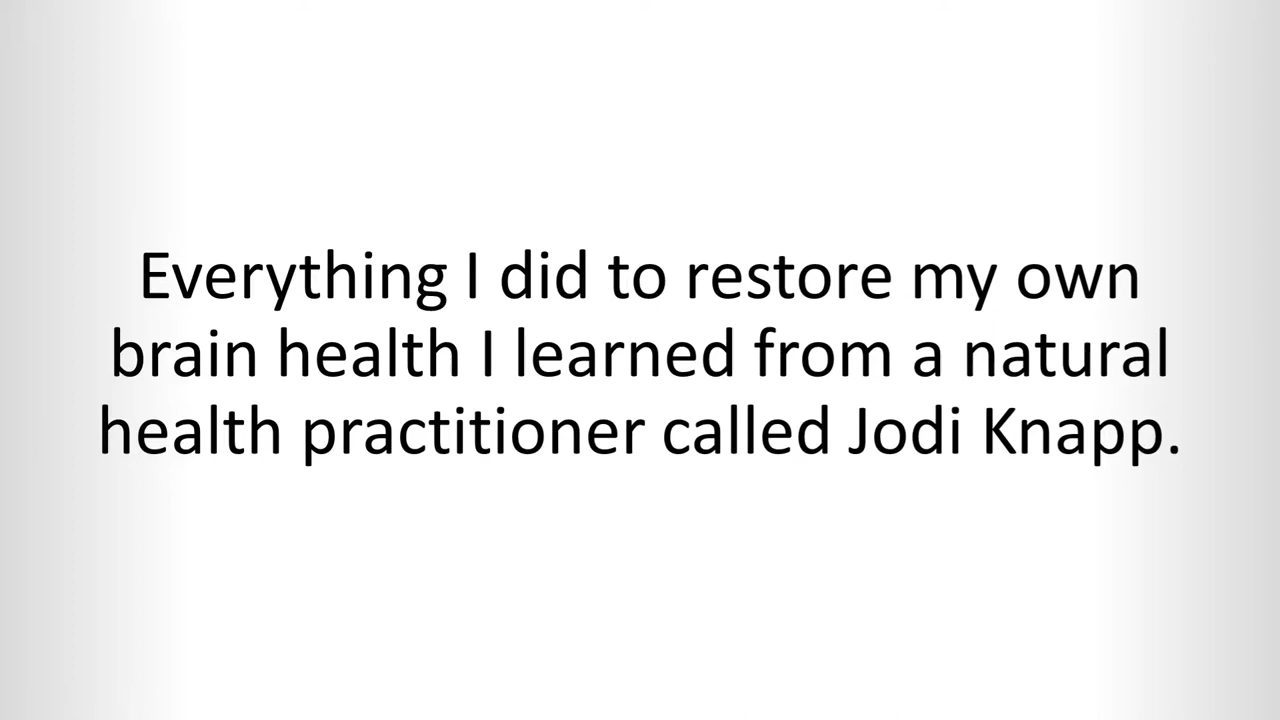 Everything I did to restore my own
brain health I learned from a natural
health practitioner called Jodi Knapp.